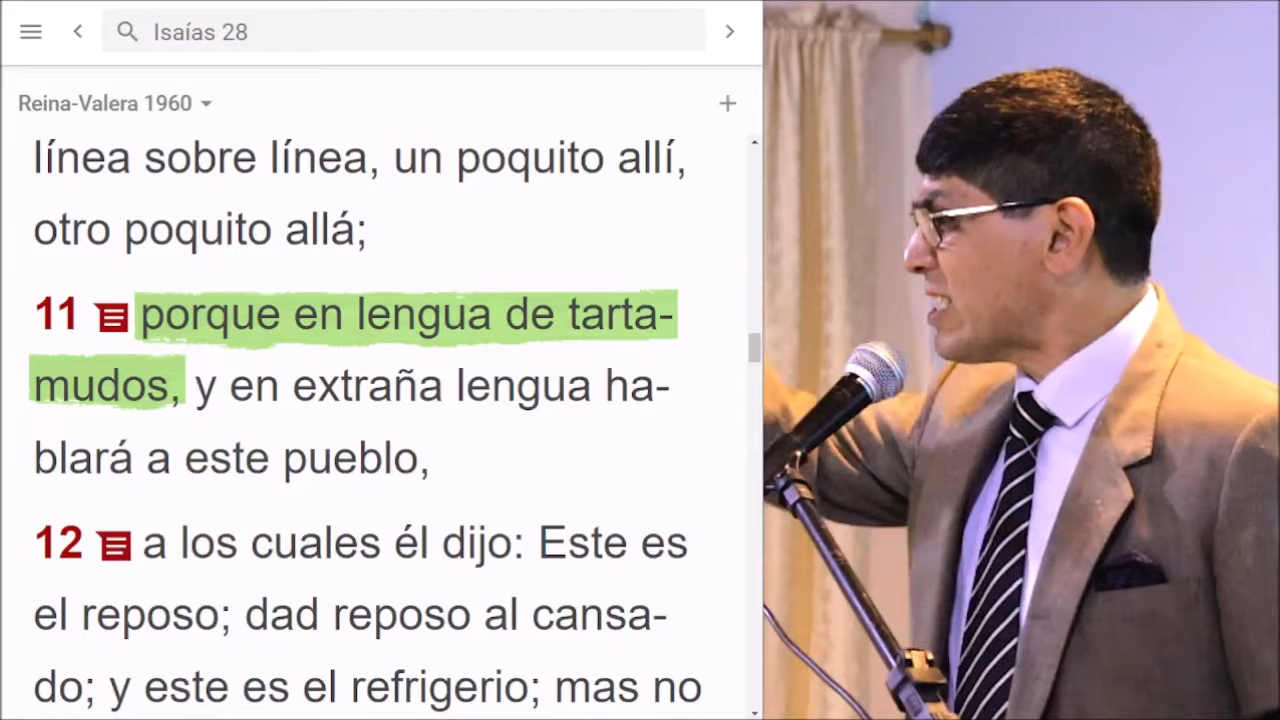 Isaías 28
Reina-Valera 1960
línea sobre línea, un poquito allí,
otro poquito allá;
11 porque en lengua de tarta-
mudos, y en extraña lengua ha-
blará a este pueblo,
12 a los cuales él dijo: Este es
el reposo; dad reposo al cansa-
do; y este es el refrigerio; mas no